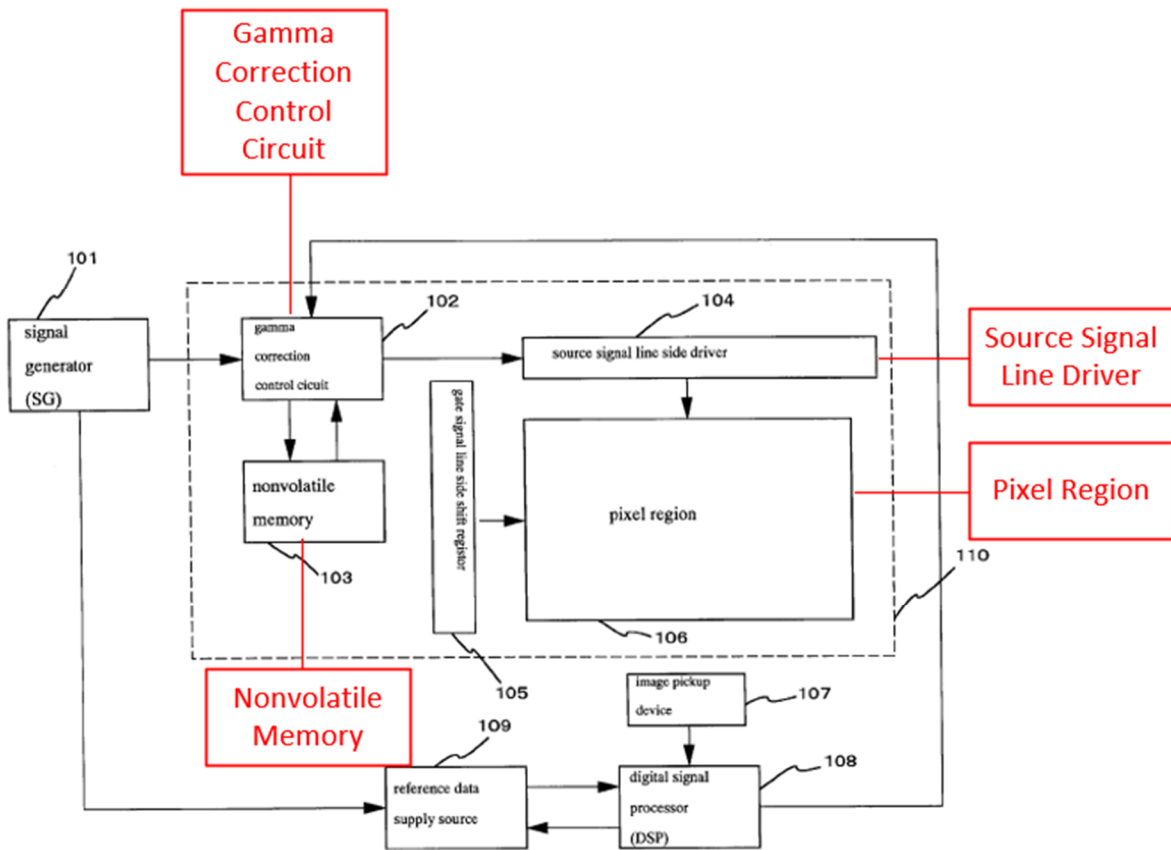 Gamma
Correction
Control
Circuit
101
signal
generator
(SG)
gamma
correction
control cicuit
102
104
source signal line side driver
Source Signal
Line Driver
nonvolatile
memory
103
gate signal line side shift registor
105
pixel region
106
Pixel Region
110
Nonvolatile
Memory
image pickup
device
107
109
reference data
supply source
digital signal
processor
(DSP)
108